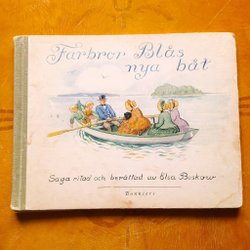 Farbror Blås
nya båt
Saga ritad och berättad av Elsa Beskow
Bonniers